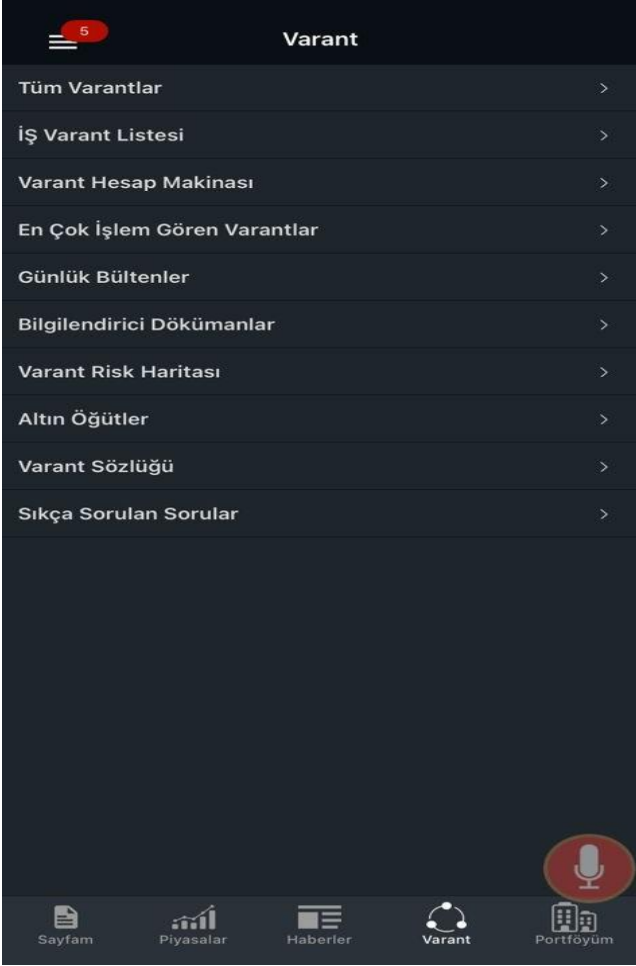 5
Varant
Tüm Varantlar
İŞ Varant Listesi
Varant Hesap Makinası
En Çok İşlem Gören Varantlar
Günlük Bültenler
Bilgilendirici Dökümanlar
Varant Risk Haritası
Altın Öğütler
Varant Sözlüğü
Sıkça Sorulan Sorular
Sayfam Piyasalar Haberler Varant Portföyüm